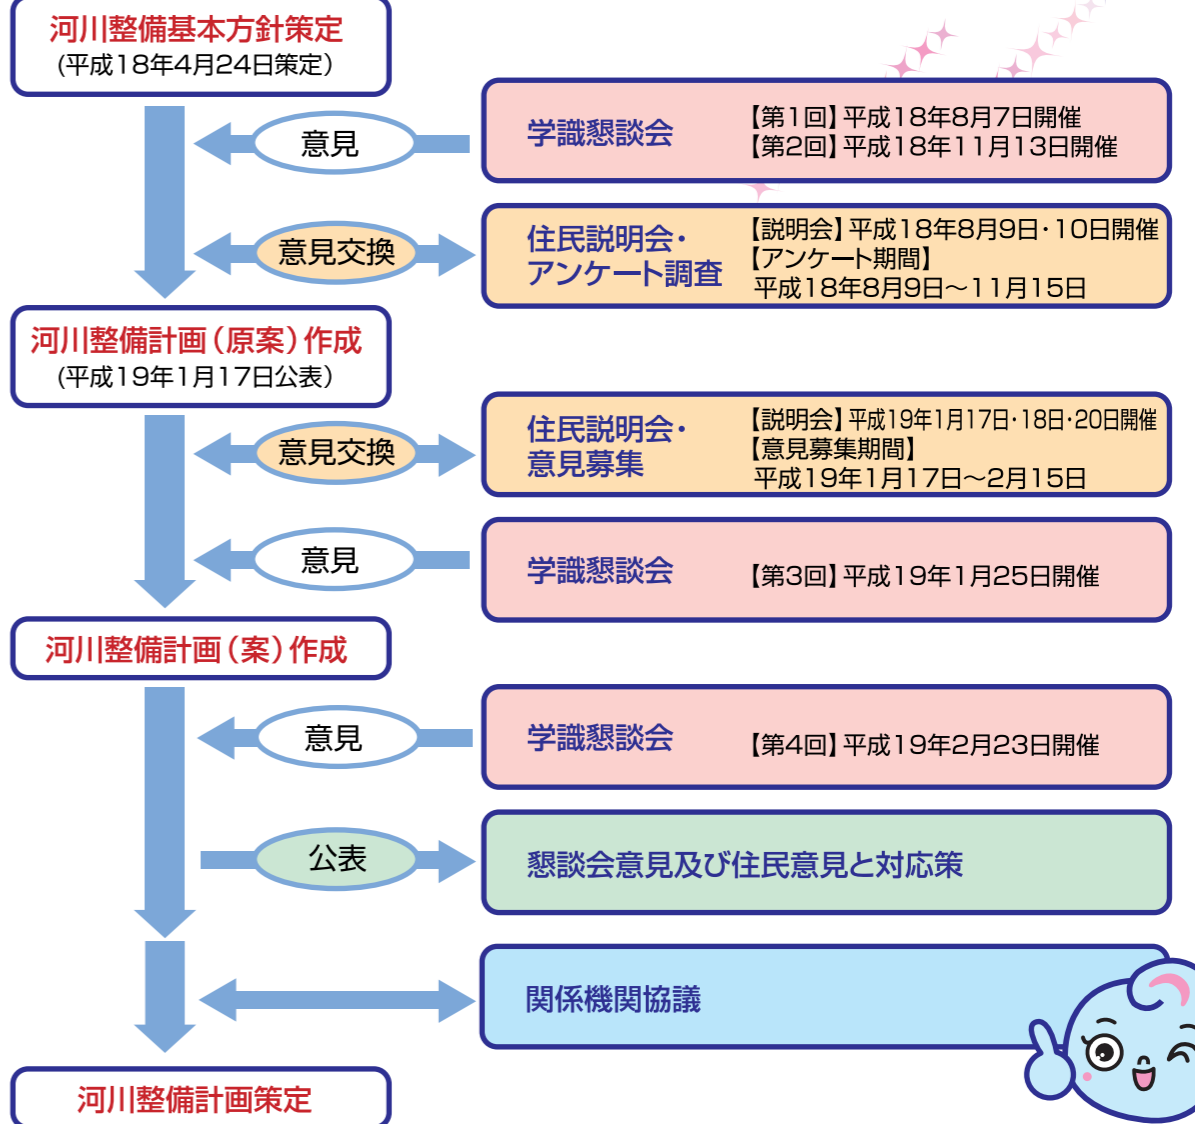 河川整備基本方針策定
(平成18年4月24日策定)
意見
学識懇談会
【第1回】平成18年8月7日開催
【第2回】平成18年11月13日開催
意見交換
住民説明会・
アンケート調査
【説明会】平成18年8月9日・10日開催
【アンケート期間】
平成18年8月9日～11月15日
河川整備計画(原案)作成
(平成19年1月17日公表)
意見交換
住民説明会・
意見募集
【説明会】平成19年1月17日・18日・20日開催
【意見募集期間】
平成19年1月17日～2月15日
意見
学識懇談会
【第3回】平成19年1月25日開催
河川整備計画(案)作成
意見
学識懇談会
【第4回】平成19年2月23日開催
公表
懇談会意見及び住民意見と対応策
関係機関協議
河川整備計画策定